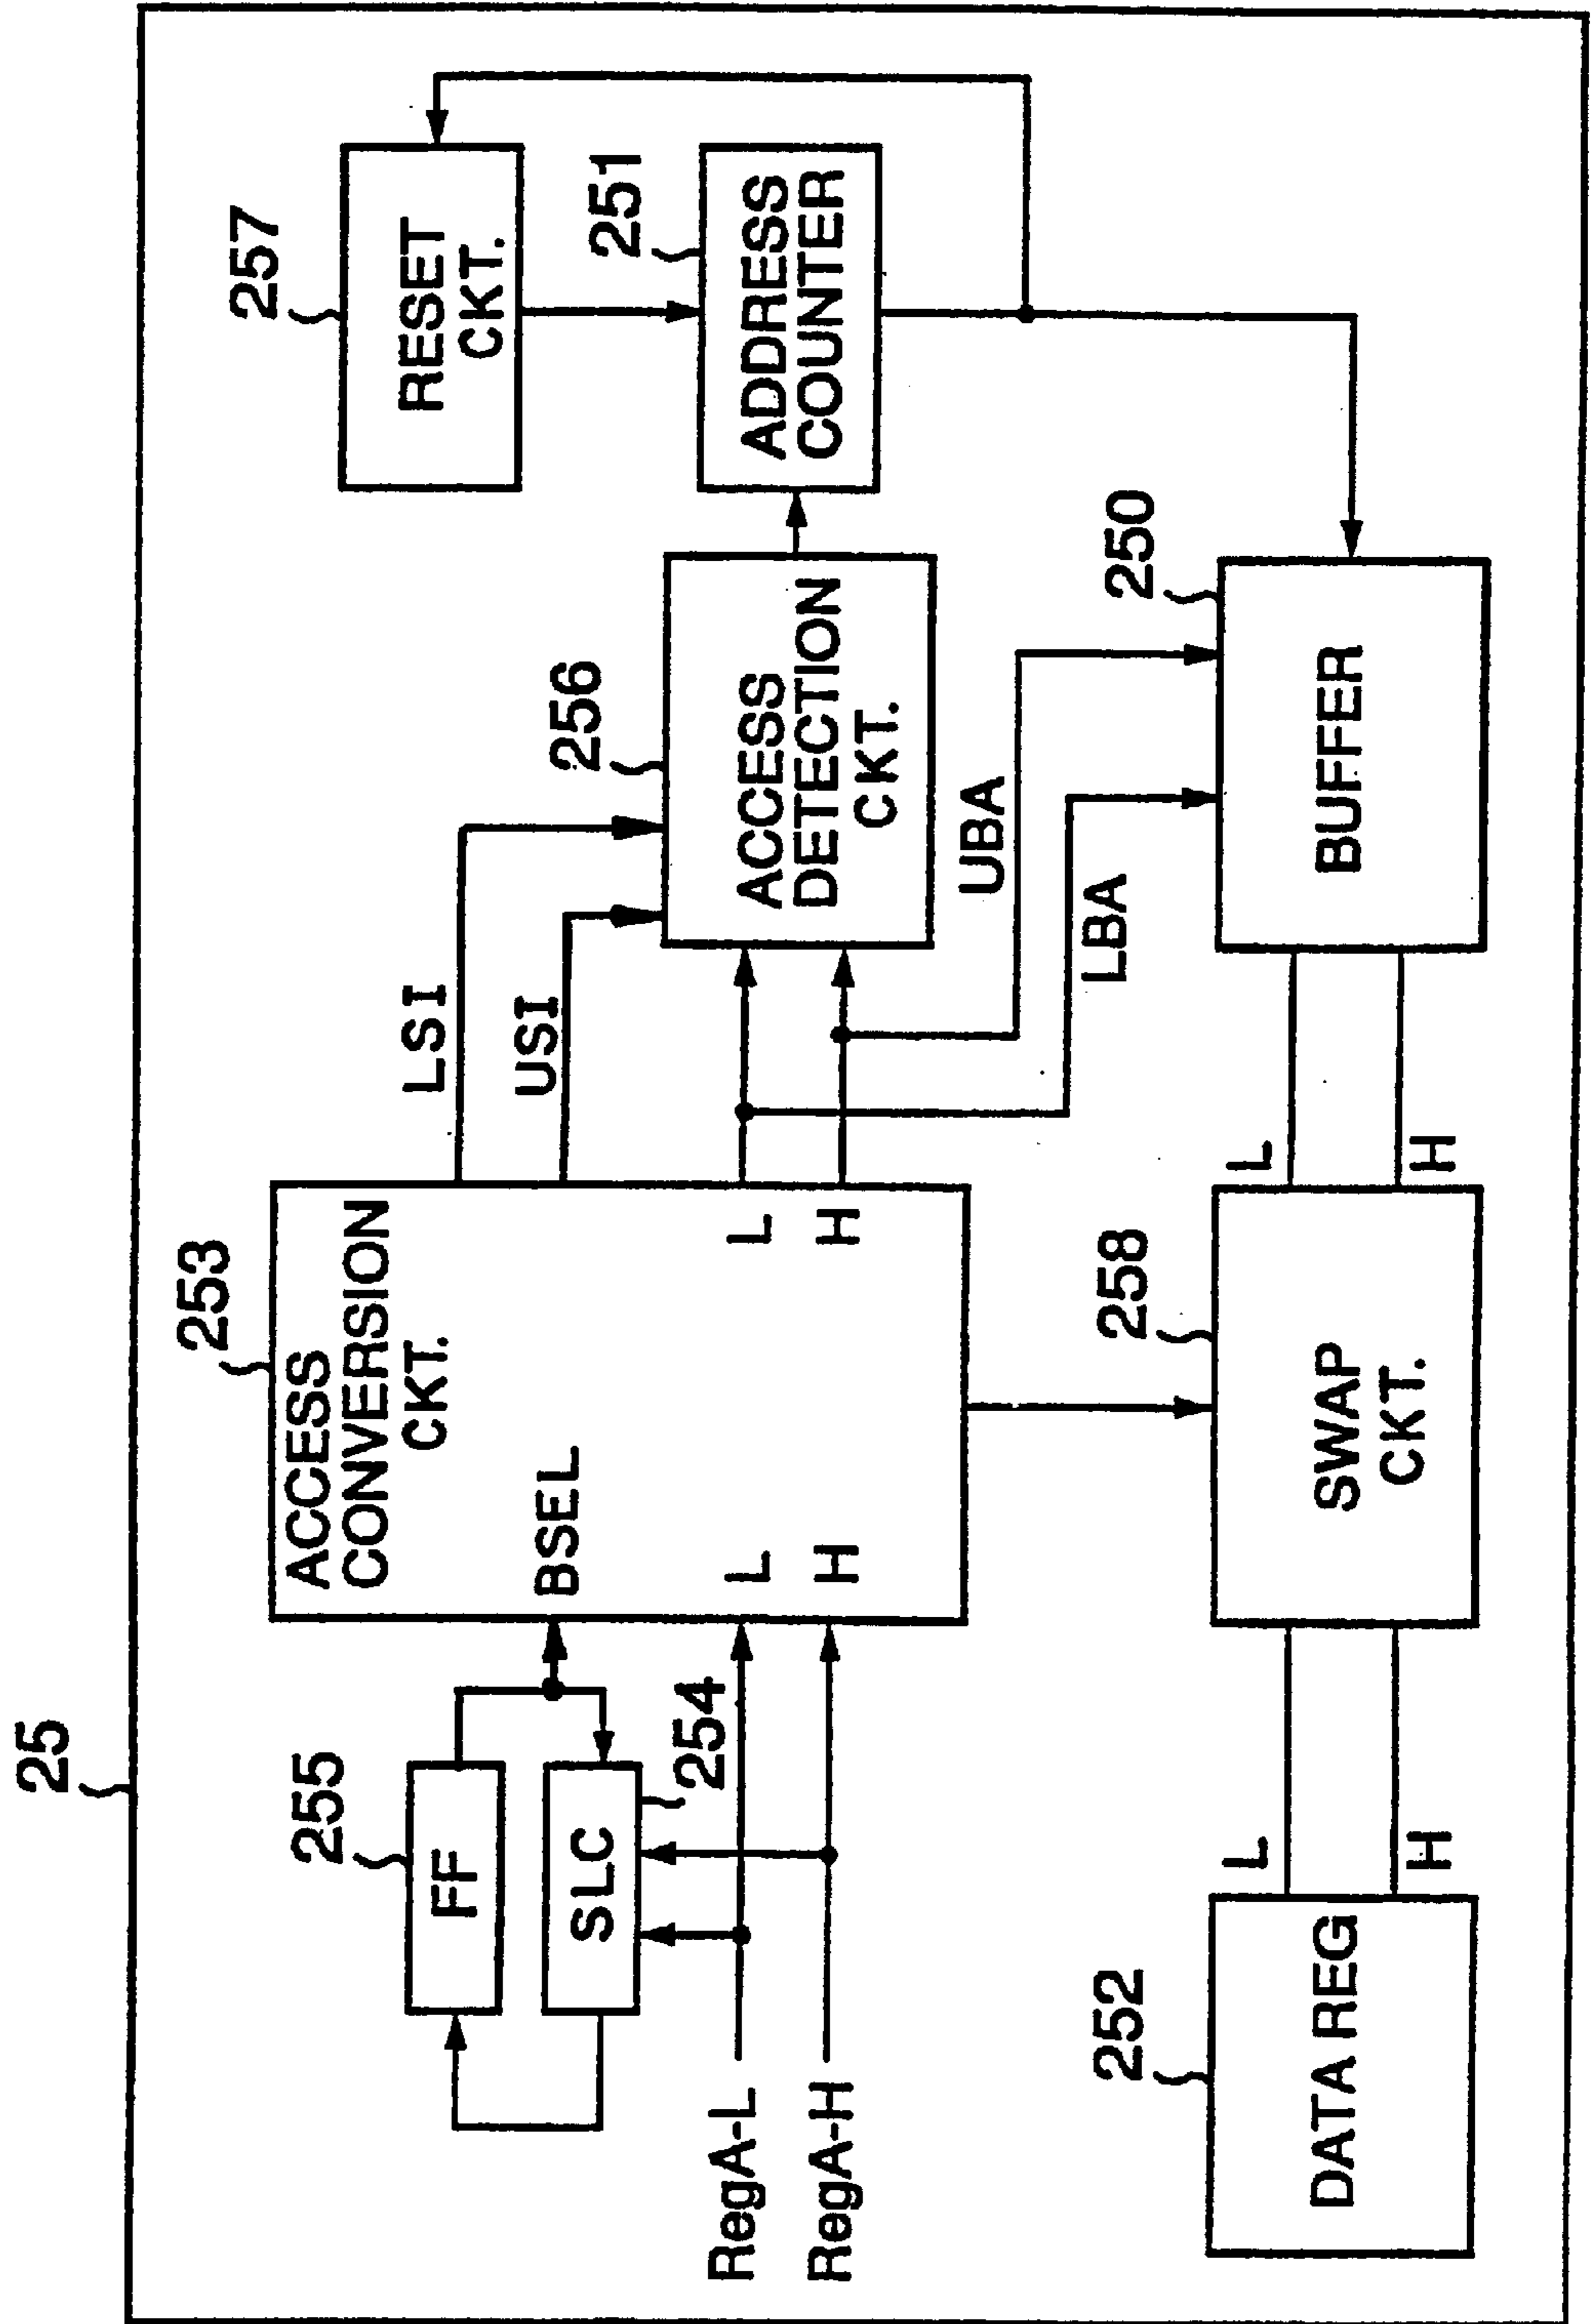 25
253
ACCESS
CONVERSION
CKT.
BSEL
L
H
L
H
255
FF
SLC
254
RegA-L
RegA-H
LSI
USI
256
ACCESS
DETECTION
CKT.
257
RESET
CKT.
251
ADDRESS
COUNTER
UBA
LBA
252
DATA REG
L
H
258
SWAP
CKT.
L
H
250
BUFFER